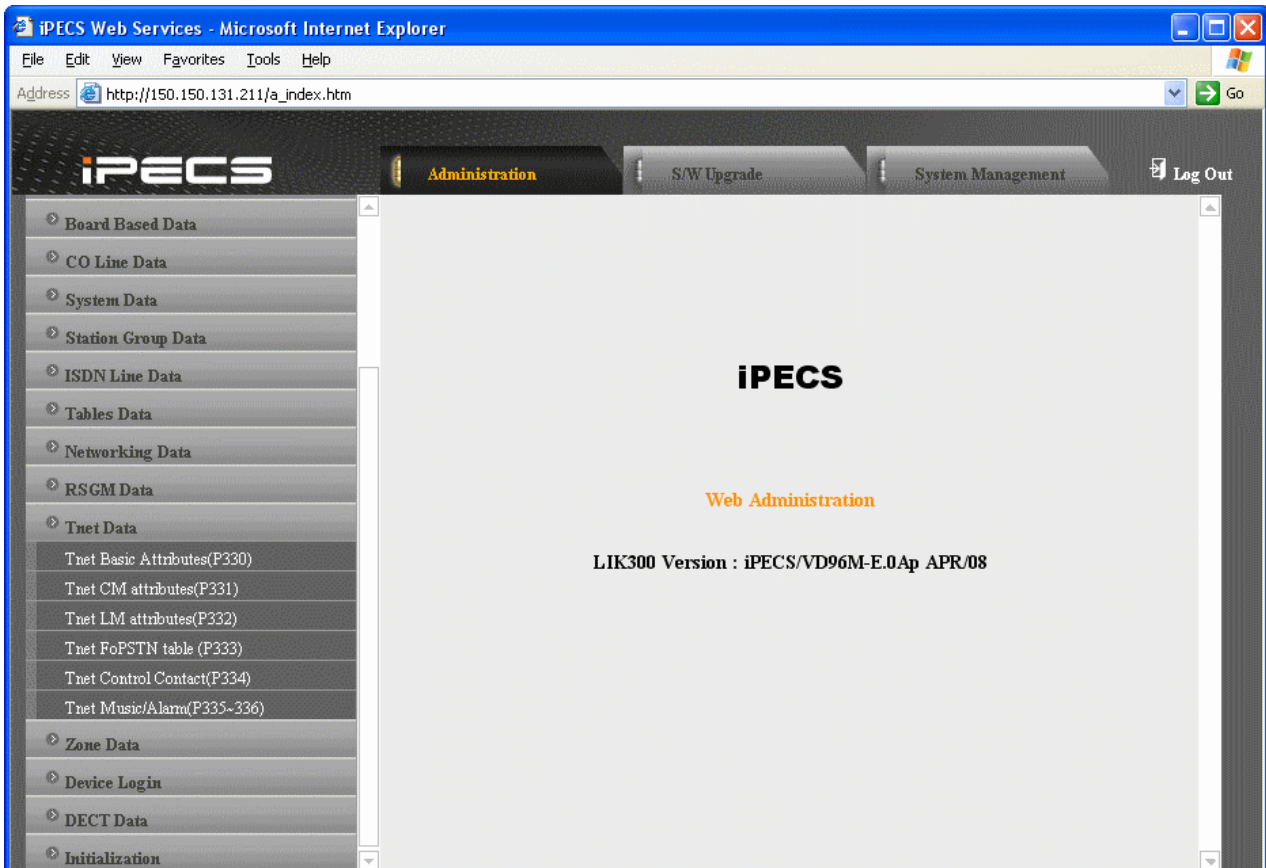 iPECS Web Services - Microsoft Internet Explorer
File Edit View Favorites Tools Help
Address http://150.150.131.211/a_index.htm Go
iPECS
Administration S/W Upgrade System Management Log Out
Board Based Data
CO Line Data
System Data
Station Group Data
ISDN Line Data
Tables Data
Networking Data
RSGM Data
Tnet Data
Tnet Basic Attributes(P330)
Tnet CM attributes(P331)
Tnet LM attributes(P332)
Tnet FoPSTN table (P333)
Tnet Control Contact(P334)
Tnet Music/Alarm(P335~336)
Zone Data
Device Login
DECT Data
Initialization
iPECS
Web Administration
LIK300 Version : iPECS/VD96M-E.0Ap APR/08